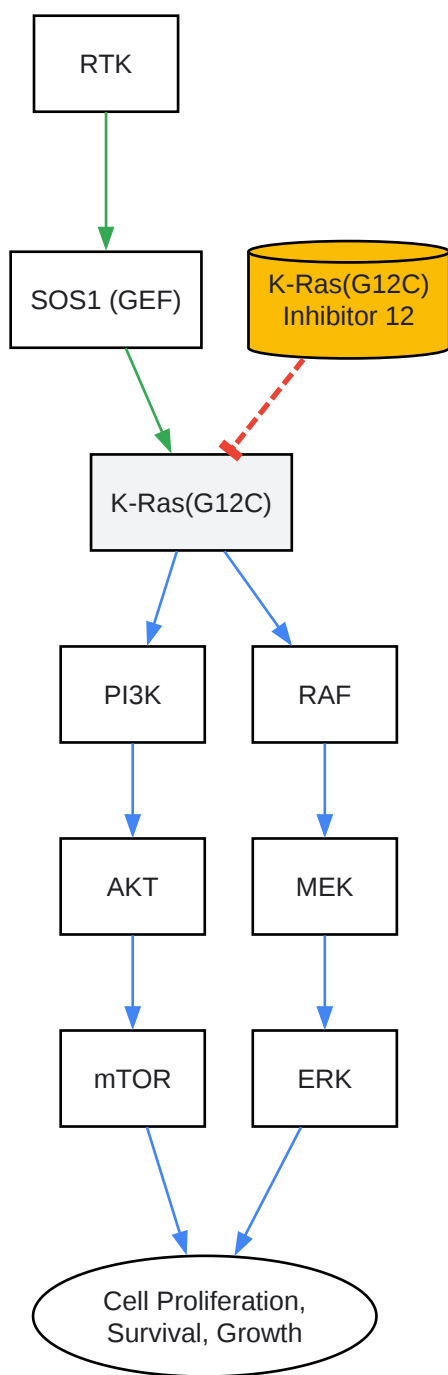 RTK
SOS1 (GEF)
K-Ras(G12C)
Inhibitor 12
K-Ras(G12C)
PI3K
RAF
AKT
MEK
mTOR
ERK
Cell Proliferation,
Survival, Growth